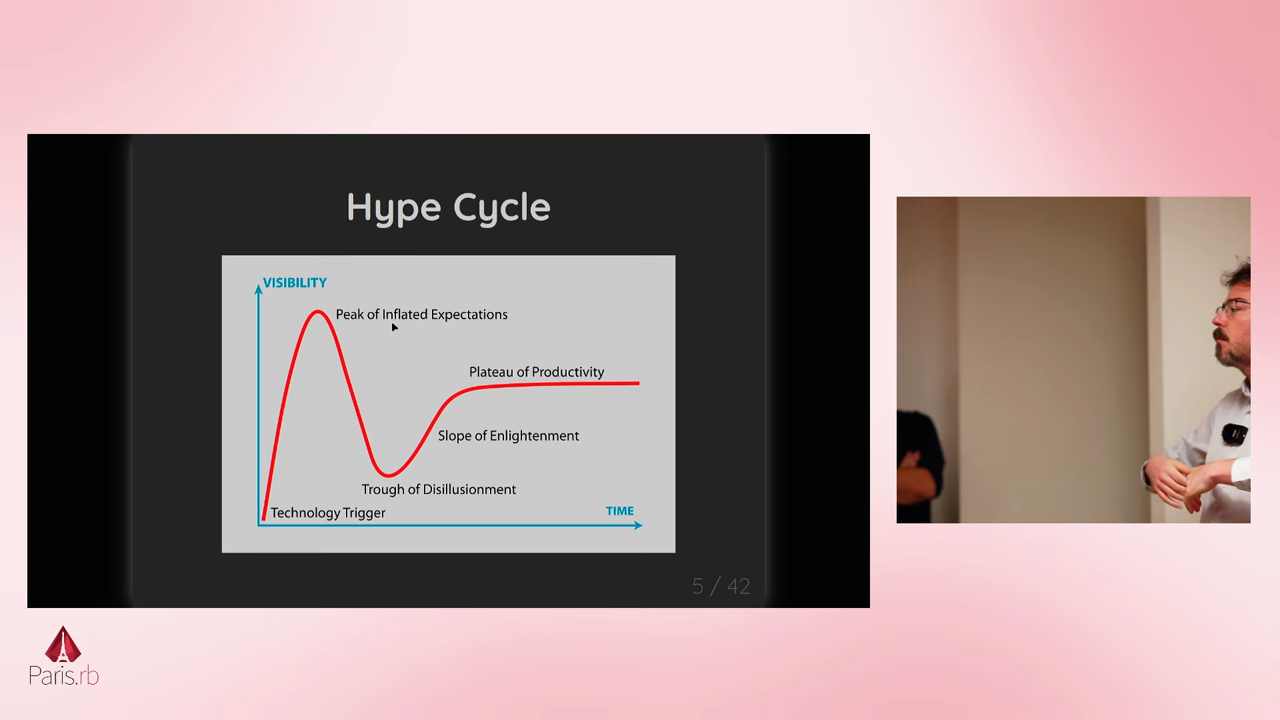 Hype Cycle
VISIBILITY
Peak of Inflated Expectations
Plateau of Productivity
Slope of Enlightenment
Trough of Disillusionment
Technology Trigger
TIME
5 / 42
Paris.rb